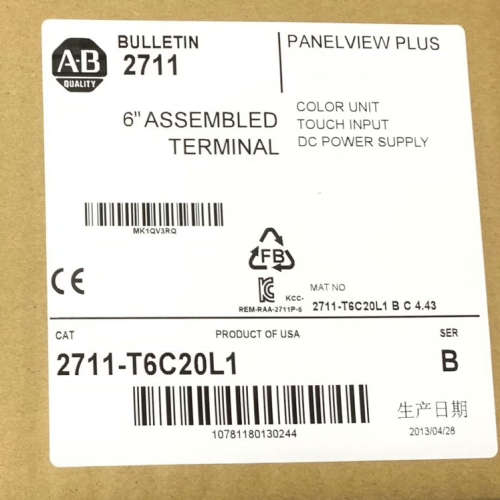 A-B
QUALITY
BULLETIN
2711
PANELVIEW PLUS
6" ASSEMBLED
TERMINAL
COLOR UNIT
TOUCH INPUT
DC POWER SUPPLY
MK1QV3RQ
FB
CE
KCC-
REM-RAA-2711P-6
MAT NO
2711-T6C20L1 B C 4.43
CAT
PRODUCT OF USA
SER
2711-T6C20L1
B
10781180130244
生产日期
2013/04/28